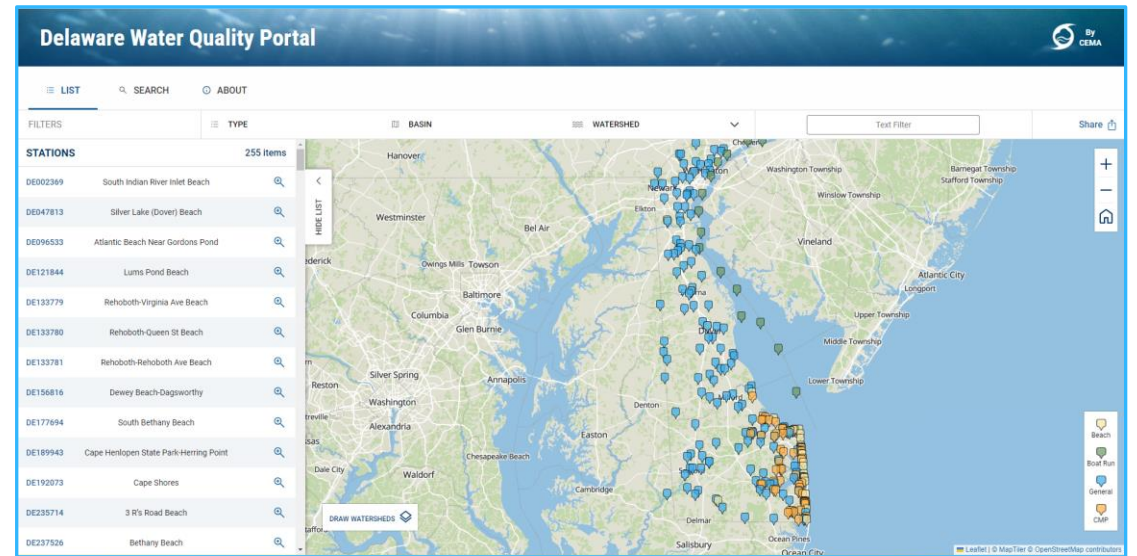 Delaware Water Quality Portal
By
CEMA
LIST SEARCH ABOUT
FILTERS TYPE BASIN WATERSHED Text Filter Share
STATIONS 255 items
DE002369 South Indian River Inlet Beach
DE047813 Silver Lake (Dover) Beach
DE096533 Atlantic Beach Near Gordons Pond
DE121844 Lums Pond Beach
DE133779 Rehoboth-Virginia Ave Beach
DE133780 Rehoboth-Queen St Beach
DE133781 Rehoboth-Rehoboth Ave Beach
DE156816 Dewey Beach-Dagsworthy
DE177694 South Bethany Beach
DE189943 Cape Henlopen State Park-Herring Point
DE192073 Cape Shores
DE235714 3 R's Road Beach
DE237526 Bethany Beach
HIDE LIST
Hanover
Washington Township
Barnegat Township
Stafford Township
Newark
Winslow Township
Elkton
Westminster
Bel Air
Vineland
Owings Mills Towson
Atlantic City
Longport
Baltimore
Columbia
Upper Township
Glen Burnie
Middle Township
Silver Spring
Annapolis
Lower Township
Reston
Washington
Denton
Alexandria
Easton
Chesapeake Beach
Dale City
Waldorf
Cambridge
DRAW WATERSHEDS
Delmar
Salisbury
Ocean Pines
Ocean City
+
−
Beach
Boat Run
General
CMP
Leaflet | © MapTiler © OpenStreetMap contributors